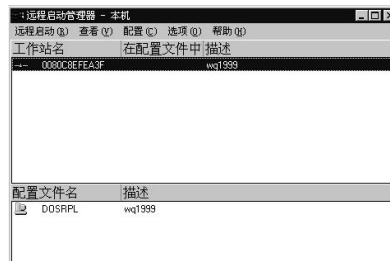 远程启动管理器 - 本机
远程启动(R) 查看(V) 配置(C) 选项(O) 帮助(H)
工作站名 在配置文件中 描述
0080C8EFEA3F wq1999
配置文件名 描述
DOSRPL wq1999